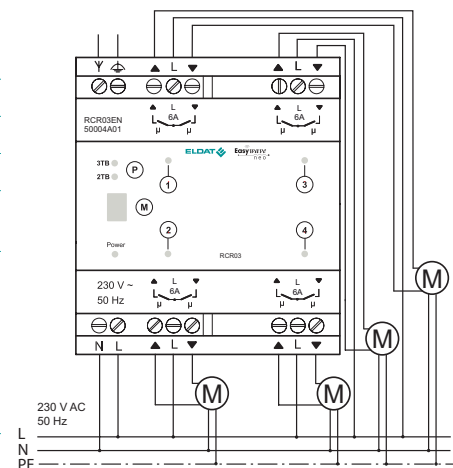 ▲ L ▼ ▲ L ▼
▲ L ▼ ▲ L ▼
6A 6A
µ µ µ µ
RCR03EN
50004A01
ELDAT Easywave
neo
3TB
2TB
P
M
1
3
2
4
Power
RCR03
230 V ~
50 Hz
▲ L ▼ ▲ L ▼
6A 6A
µ µ µ µ
N L ▲ L ▼ ▲ L ▼
M
M
M
M
230 V AC
50 Hz
L
N
PE